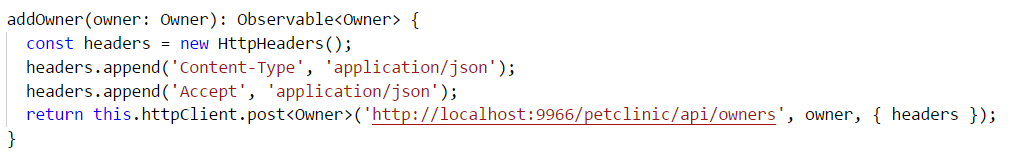 addOwner(owner: Owner): Observable<Owner> {
  const headers = new HttpHeaders();
  headers.append('Content-Type', 'application/json');
  headers.append('Accept', 'application/json');
  return this.httpClient.post<Owner>('http://localhost:9966/petclinic/api/owners', owner, { headers });
}